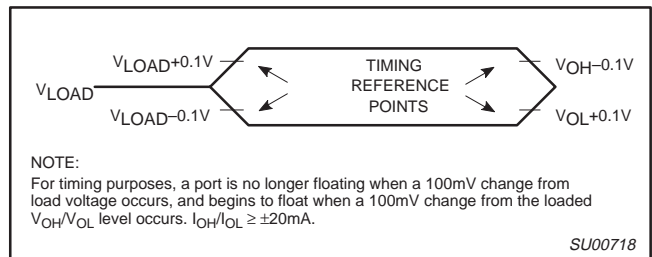 VLOAD+0.1V
VLOAD
VLOAD–0.1V
TIMING
REFERENCE
POINTS
VOH–0.1V
VOL+0.1V
NOTE:
For timing purposes, a port is no longer floating when a 100mV change from
load voltage occurs, and begins to float when a 100mV change from the loaded
VOH/VOL level occurs. IOH/IOL ≥ ±20mA.
SU00718